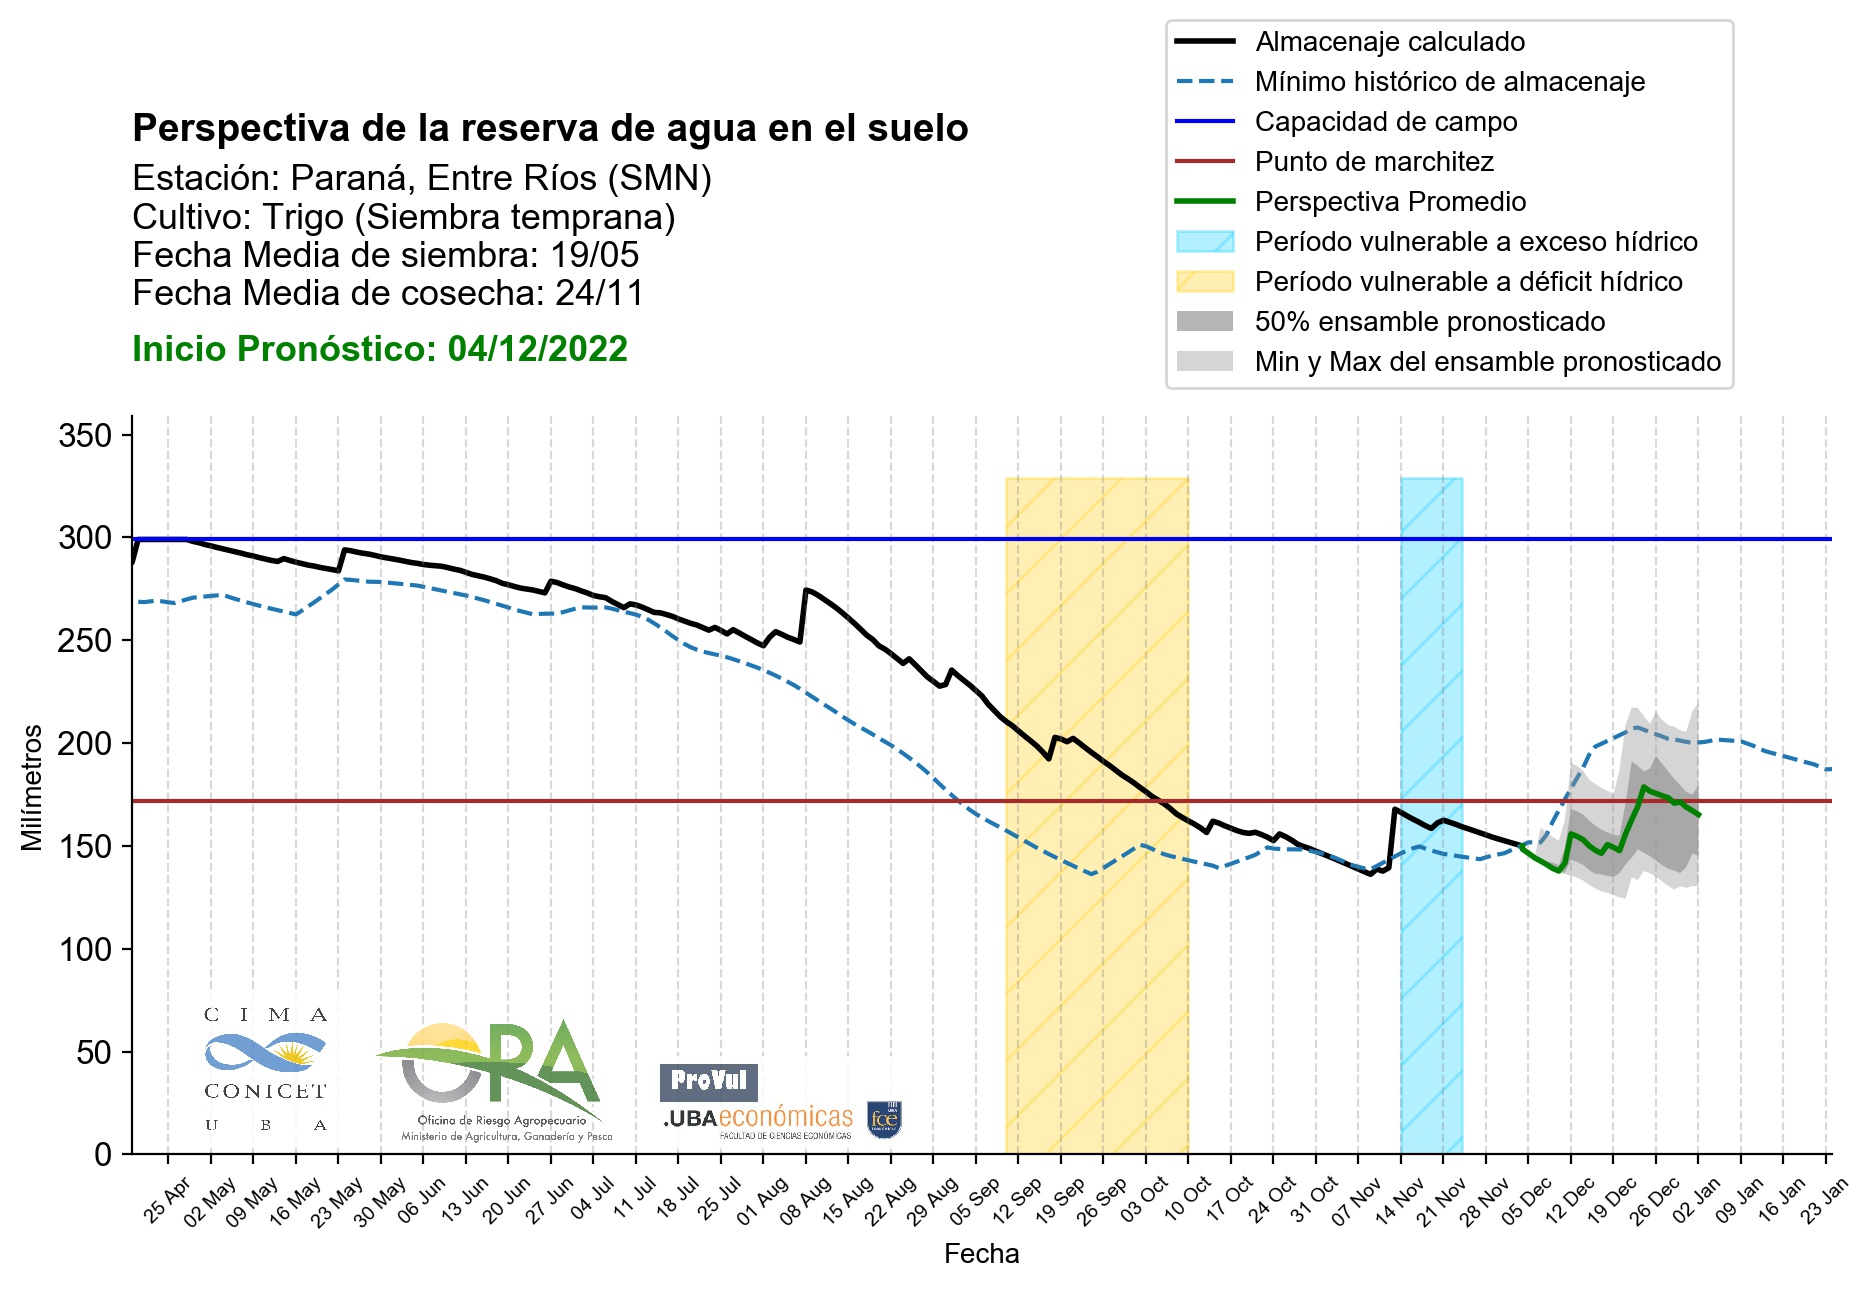 Almacenaje calculado
Mínimo histórico de almacenaje
Capacidad de campo
Punto de marchitez
Perspectiva Promedio
Período vulnerable a exceso hídrico
Período vulnerable a déficit hídrico
50% ensamble pronosticado
Min y Max del ensamble pronosticado
Perspectiva de la reserva de agua en el suelo
Estación: Paraná, Entre Ríos (SMN)
Cultivo: Trigo (Siembra temprana)
Fecha Media de siembra: 19/05
Fecha Media de cosecha: 24/11
Inicio Pronóstico: 04/12/2022
350
300
250
200
150
100
50
0
Milímetros
CIMA
CONICET
UBA
ORA
Oficina de Riesgo Agropecuario
Ministerio de Agricultura, Ganadería y Pesca
ProVul
.UBAeconómicas
FACULTAD DE CIENCIAS ECONÓMICAS
UBA
fce
ECONÓMICAS
25 Apr
02 May
09 May
16 May
23 May
30 May
06 Jun
13 Jun
20 Jun
27 Jun
04 Jul
11 Jul
18 Jul
25 Jul
01 Aug
08 Aug
15 Aug
22 Aug
29 Aug
05 Sep
12 Sep
19 Sep
26 Sep
03 Oct
10 Oct
17 Oct
24 Oct
31 Oct
07 Nov
14 Nov
21 Nov
28 Nov
05 Dec
12 Dec
19 Dec
26 Dec
02 Jan
09 Jan
16 Jan
23 Jan
Fecha